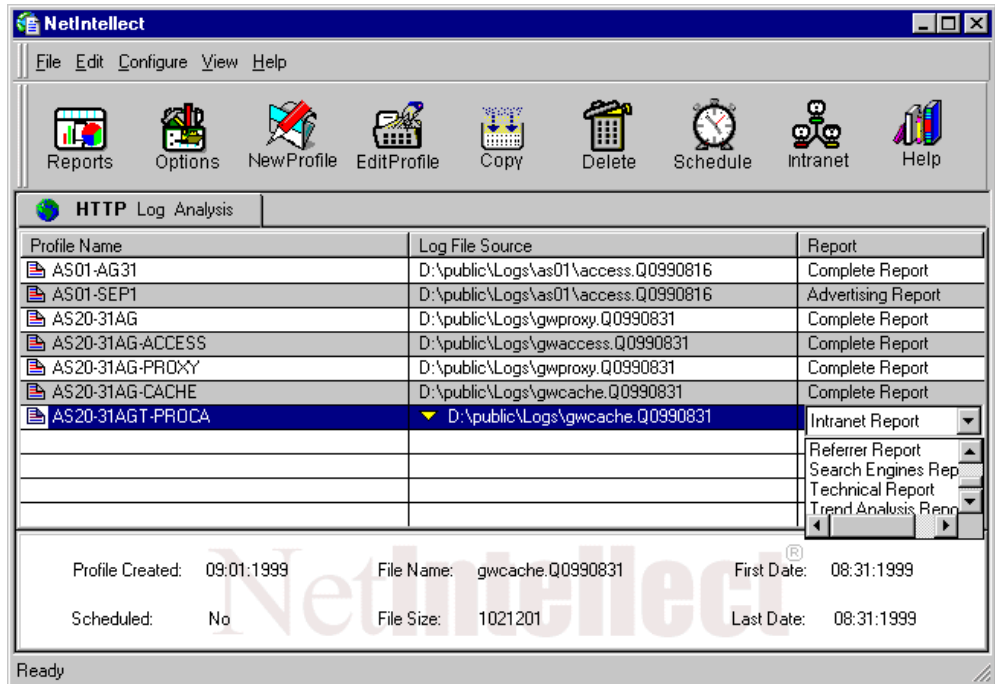 NetIntellect
File Edit Configure View Help
Reports Options NewProfile EditProfile Copy Delete Schedule Intranet Help
HTTP Log Analysis
Profile Name Log File Source Report
AS01-AG31 D:\public\Logs\as01\access.Q0990816 Complete Report
AS01-SEP1 D:\public\Logs\as01\access.Q0990816 Advertising Report
AS20-31AG D:\public\Logs\gwproxy.Q0990831 Complete Report
AS20-31AG-ACCESS D:\public\Logs\gwaccess.Q0990831 Complete Report
AS20-31AG-PROXY D:\public\Logs\gwproxy.Q0990831 Complete Report
AS20-31AG-CACHE D:\public\Logs\gwcache.Q0990831 Complete Report
AS20-31AGT-PROCA D:\public\Logs\gwcache.Q0990831 Intranet Report
Referrer Report
Search Engines Rep
Technical Report
Trend Analysis Repo
NetIntellect®
Profile Created: 09:01:1999 File Name: gwcache.Q0990831 First Date: 08:31:1999
Scheduled: No File Size: 1021201 Last Date: 08:31:1999
Ready